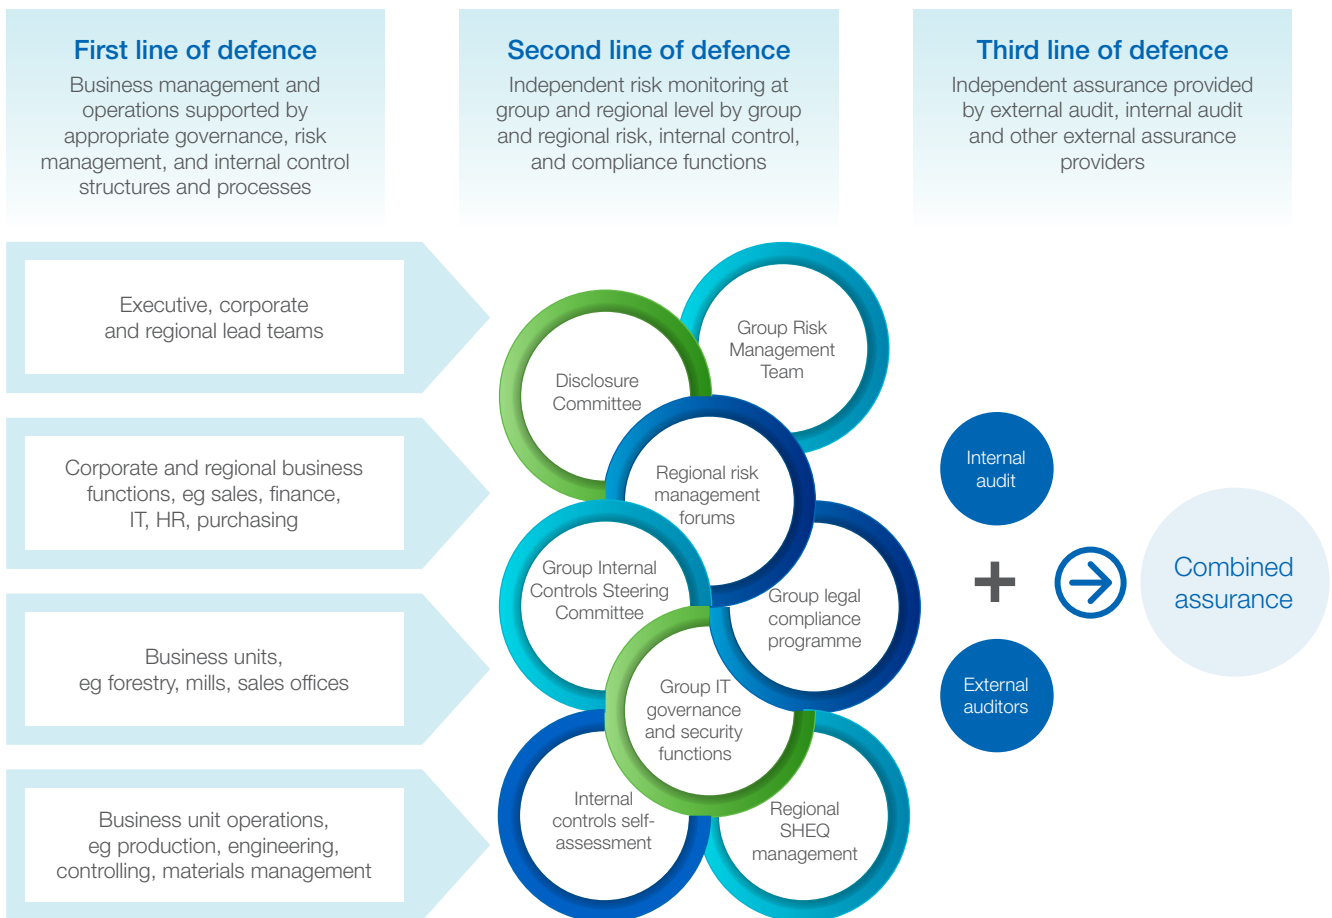 First line of defence
Business management and
operations supported by
appropriate governance, risk
management, and internal control
structures and processes
Second line of defence
Independent risk monitoring at
group and regional level by group
and regional risk, internal control,
and compliance functions
Third line of defence
Independent assurance provided
by external audit, internal audit
and other external assurance
providers
Executive, corporate
and regional lead teams
Corporate and regional business
functions, eg sales, finance,
IT, HR, purchasing
Business units,
eg forestry, mills, sales offices
Business unit operations,
eg production, engineering,
controlling, materials management
Group Risk
Management
Team
Disclosure
Committee
Regional risk
management
forums
Group Internal
Controls Steering
Committee
Group legal
compliance
programme
Group IT
governance
and security
functions
Internal
controls self-
assessment
Regional
SHEQ
management
Internal
audit
+
External
auditors
Combined
assurance